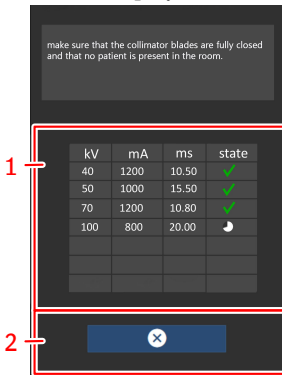 make sure that the collimator blades are fully closed
and that no patient is present in the room.
kV mA ms state
1
40 1200 10.50
50 1000 15.50
70 1200 10.80
100 800 20.00
2